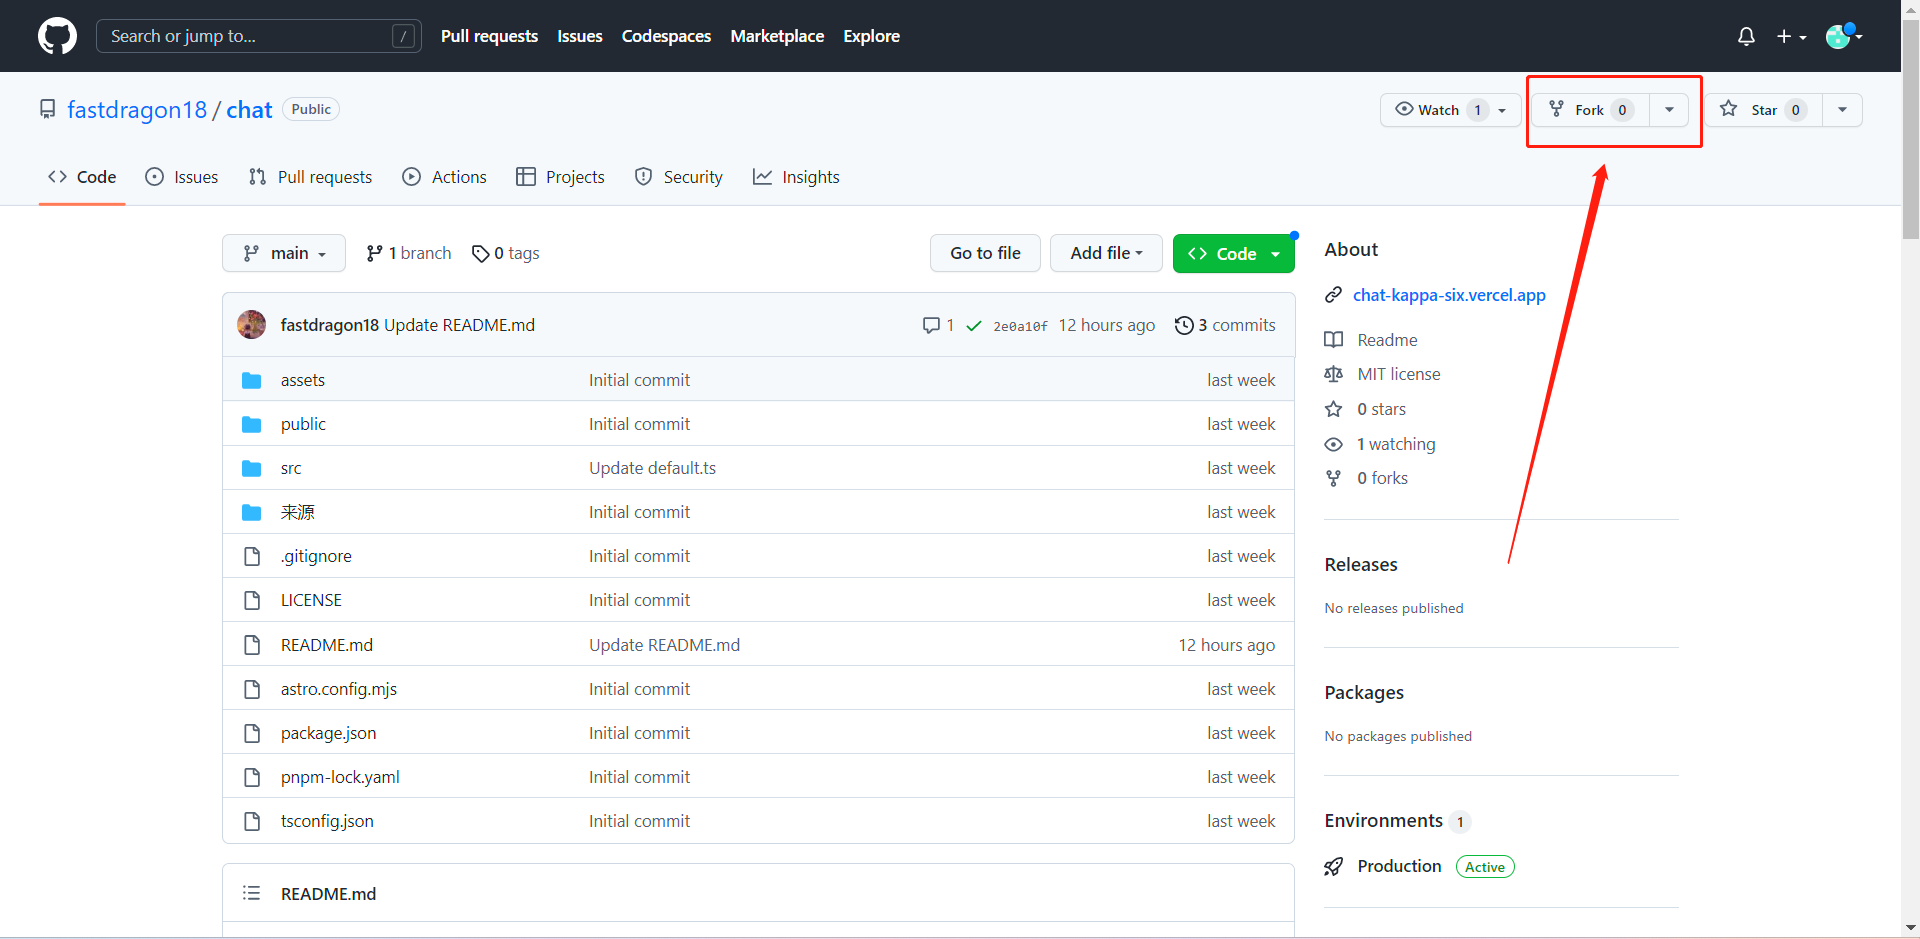 Search or jump to... / Pull requests Issues Codespaces Marketplace Explore
fastdragon18 / chat Public Watch 1 Fork 0 Star 0
Code Issues Pull requests Actions Projects Security Insights
main 1 branch 0 tags Go to file Add file Code
fastdragon18 Update README.md 1 2e0a10f 12 hours ago 3 commits
assets Initial commit last week
public Initial commit last week
src Update default.ts last week
来源 Initial commit last week
.gitignore Initial commit last week
LICENSE Initial commit last week
README.md Update README.md 12 hours ago
astro.config.mjs Initial commit last week
package.json Initial commit last week
pnpm-lock.yaml Initial commit last week
tsconfig.json Initial commit last week
README.md
About
chat-kappa-six.vercel.app
Readme
MIT license
0 stars
1 watching
0 forks
Releases
No releases published
Packages
No packages published
Environments 1
Production Active